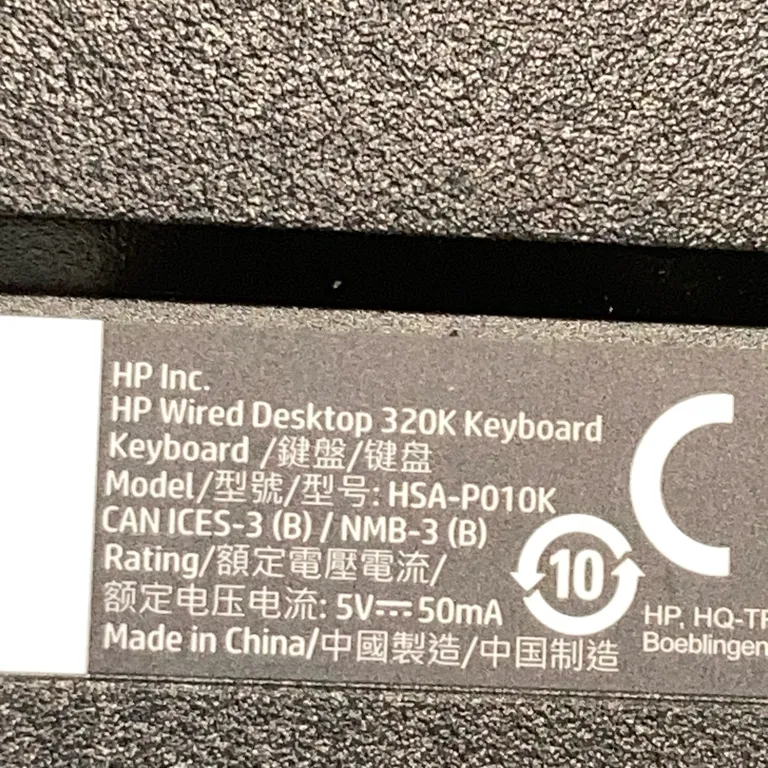 HP Inc.
HP Wired Desktop 320K Keyboard
Keyboard /鍵盤/键盘
Model/型號/型号: HSA-P010K
CAN ICES-3 (B) / NMB-3 (B)
Rating/額定電壓電流/
额定电压电流: 5V⎓50mA
Made in China/中國製造/中国制造
10
C
HP, HQ-TR
Boeblingen